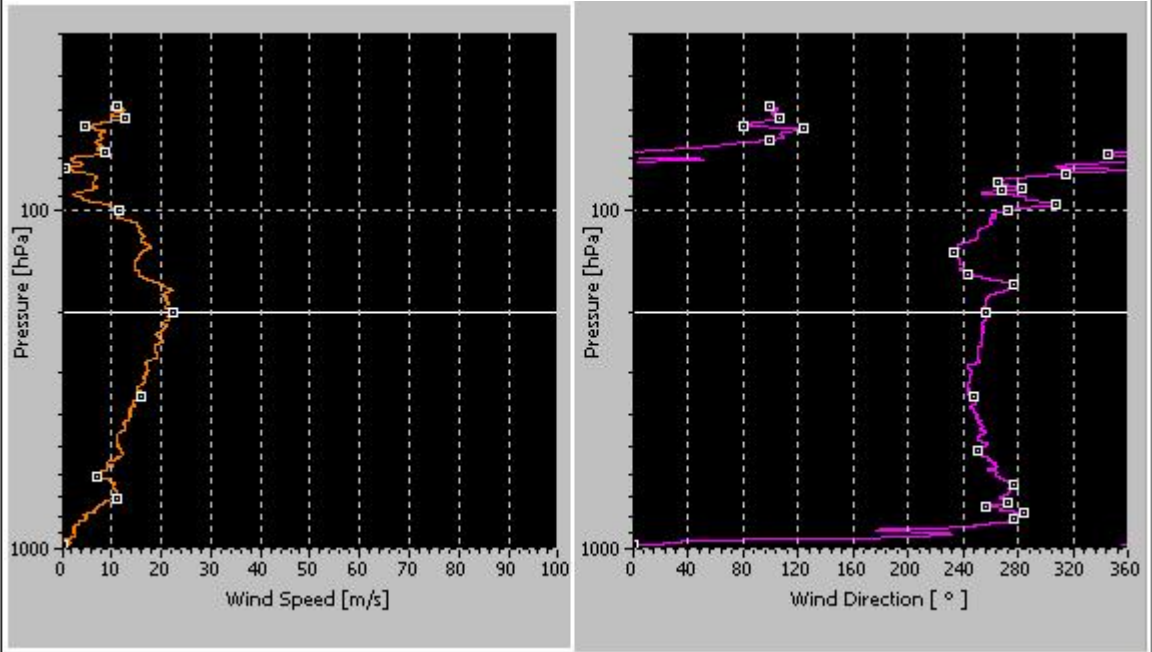 100
Pressure [hPa]
1000
0 10 20 30 40 50 60 70 80 90 100
Wind Speed [m/s]
100
Pressure [hPa]
1000
0 40 80 120 160 200 240 280 320 360
Wind Direction [ ° ]